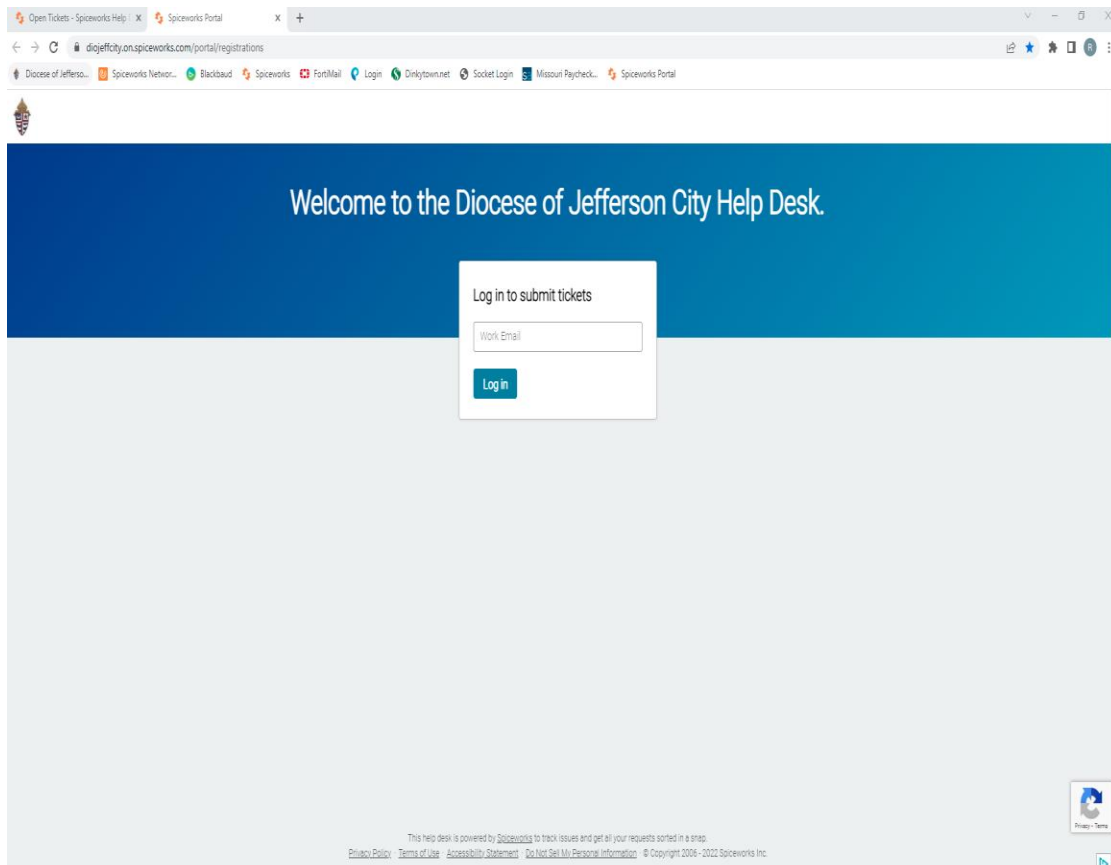 Open Tickets - Spiceworks Help X Spiceworks Portal X +
diojeffcity.on.spiceworks.com/portal/registrations R
Diocese of Jefferso... Spiceworks Networ... Blackbaud Spiceworks FortiMail Login Dinkytown.net Socket Login Missouri Paycheck... Spiceworks Portal
Welcome to the Diocese of Jefferson City Help Desk.
Log in to submit tickets
Work Email
Log in
Privacy - Terms
This help desk is powered by Spiceworks to track issues and get all your requests sorted in a snap.
Privacy Policy · Terms of Use · Accessibility Statement · Do Not Sell My Personal Information · © Copyright 2006 - 2022 Spiceworks Inc.